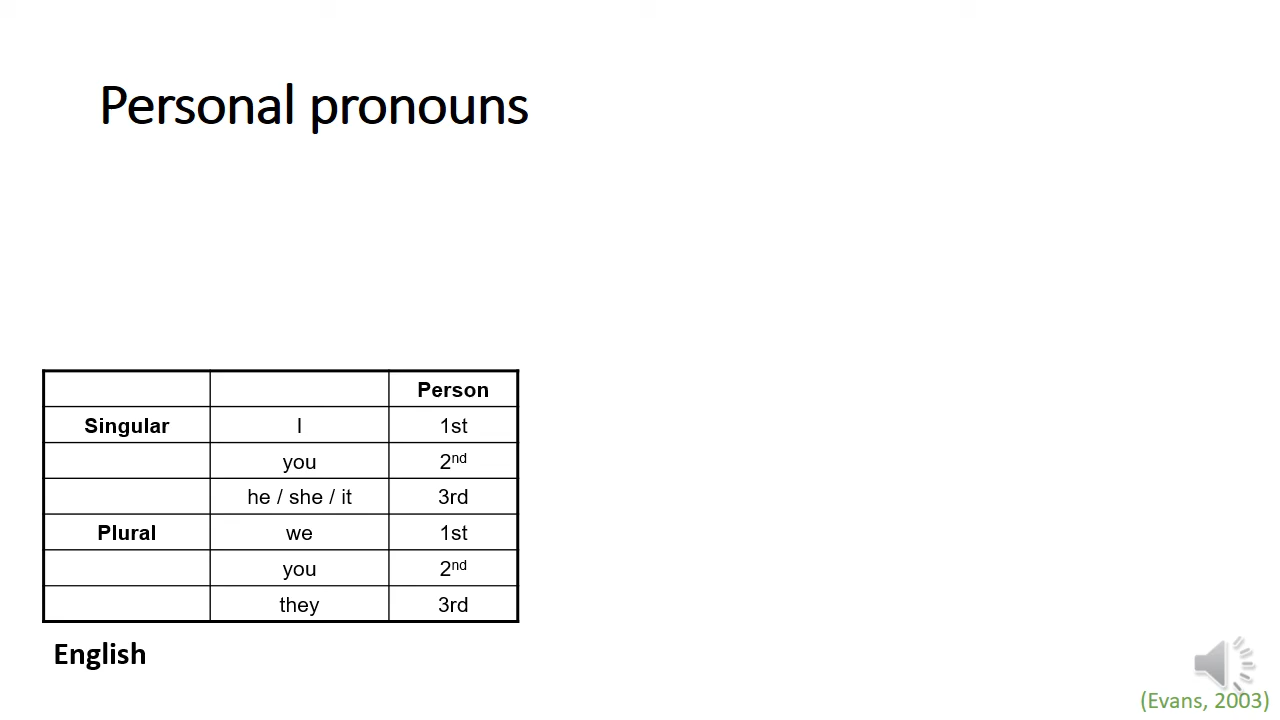 Personal pronouns
Person
Singular I 1st
you 2nd
he / she / it 3rd
Plural we 1st
you 2nd
they 3rd
English
(Evans, 2003)